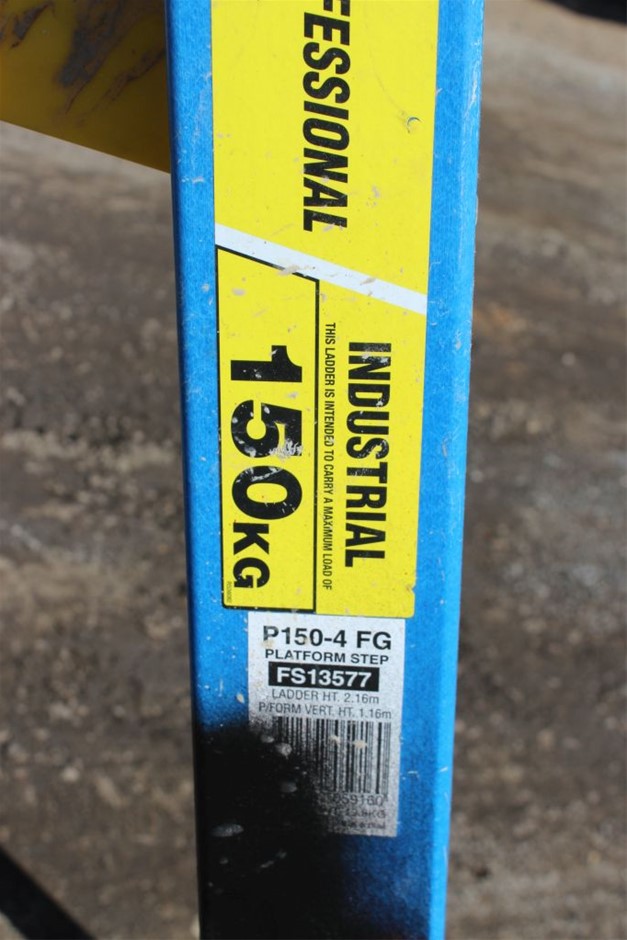 FESSIONAL
INDUSTRIAL
THIS LADDER IS INTENDED TO CARRY A MAXIMUM LOAD OF
150KG
P150-4 FG
PLATFORM STEP
FS13577
LADDER HT. 2.16m
P/FORM VERT. HT. 1.16m